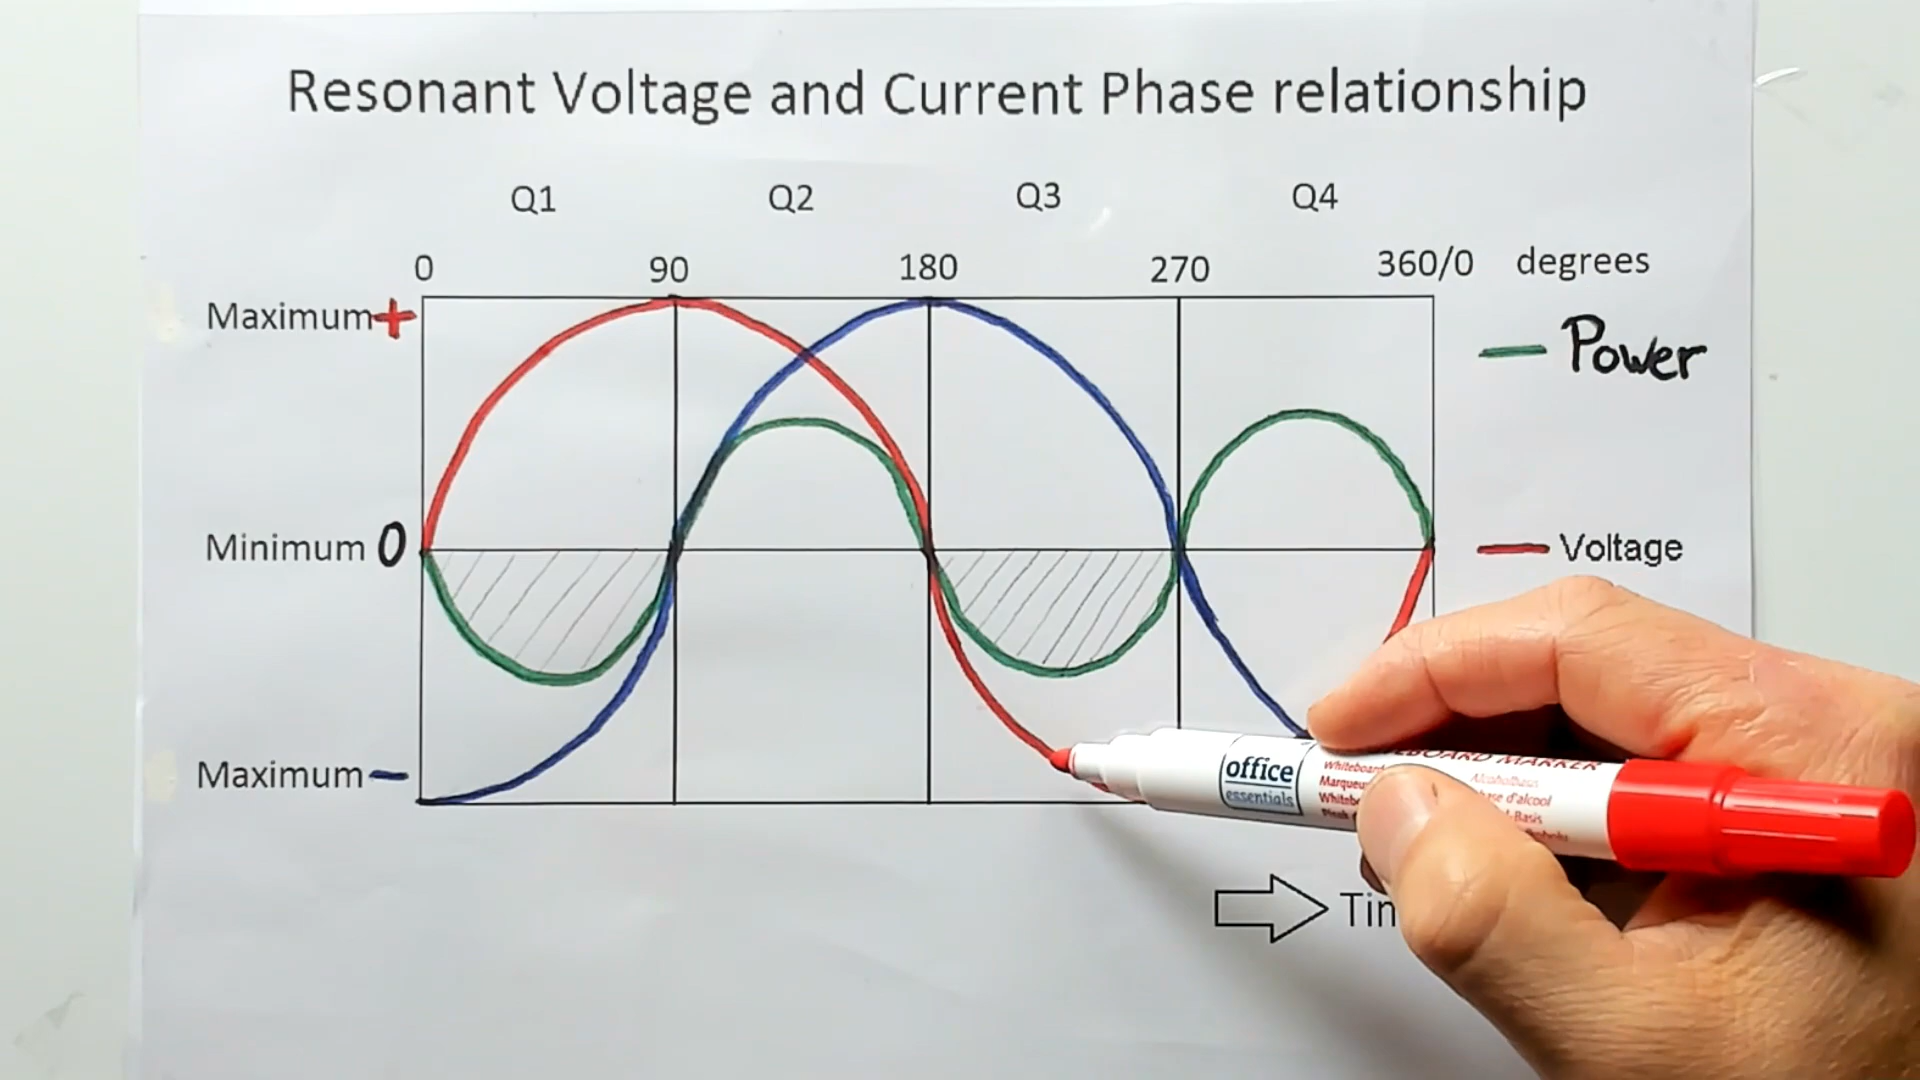 Resonant Voltage and Current Phase relationship
Q1 Q2 Q3 Q4
0 90 180 270 360/0 degrees
Maximum+
Power
Minimum 0
Voltage
Maximum-
office
essentials
Whiteboard